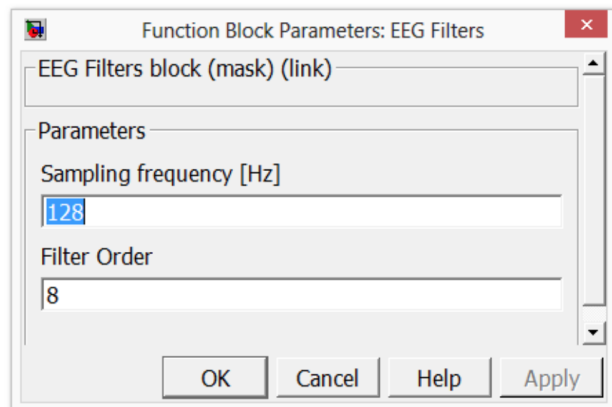 Function Block Parameters: EEG Filters
EEG Filters block (mask) (link)
Parameters
Sampling frequency [Hz]
128
Filter Order
8
OK Cancel Help Apply